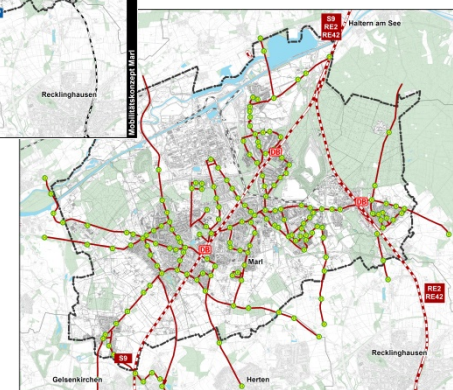 Recklinghausen
Mobilitätskonzept Marl
S9
RE2
RE42
Haltern am See
DB
DB
DB
Marl
RE2
RE42
S9
Recklinghausen
Gelsenkirchen
Herten